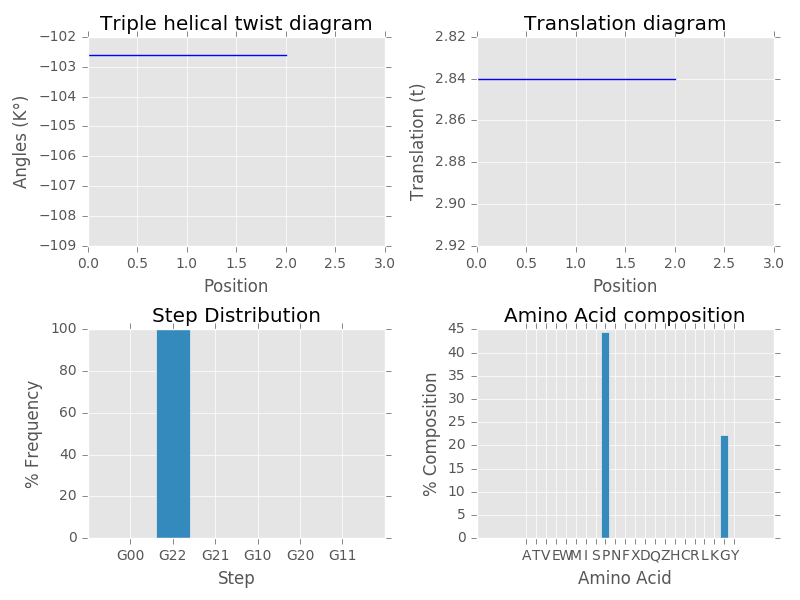 Triple helical twist diagram
−102
−103
−104
−105
−106
−107
−108
−109
Angles (K°)
0.0 0.5 1.0 1.5 2.0 2.5 3.0
Position
Translation diagram
2.82
2.84
2.86
2.88
2.90
2.92
Translation (t)
0.0 0.5 1.0 1.5 2.0 2.5 3.0
Position
Step Distribution
100
80
60
40
20
0
% Frequency
G00 G22 G21 G10 G20 G11
Step
Amino Acid composition
45
40
35
30
25
20
15
10
5
0
% Composition
A T V E W M I S P N F X D Q Z H C R L K G Y
Amino Acid